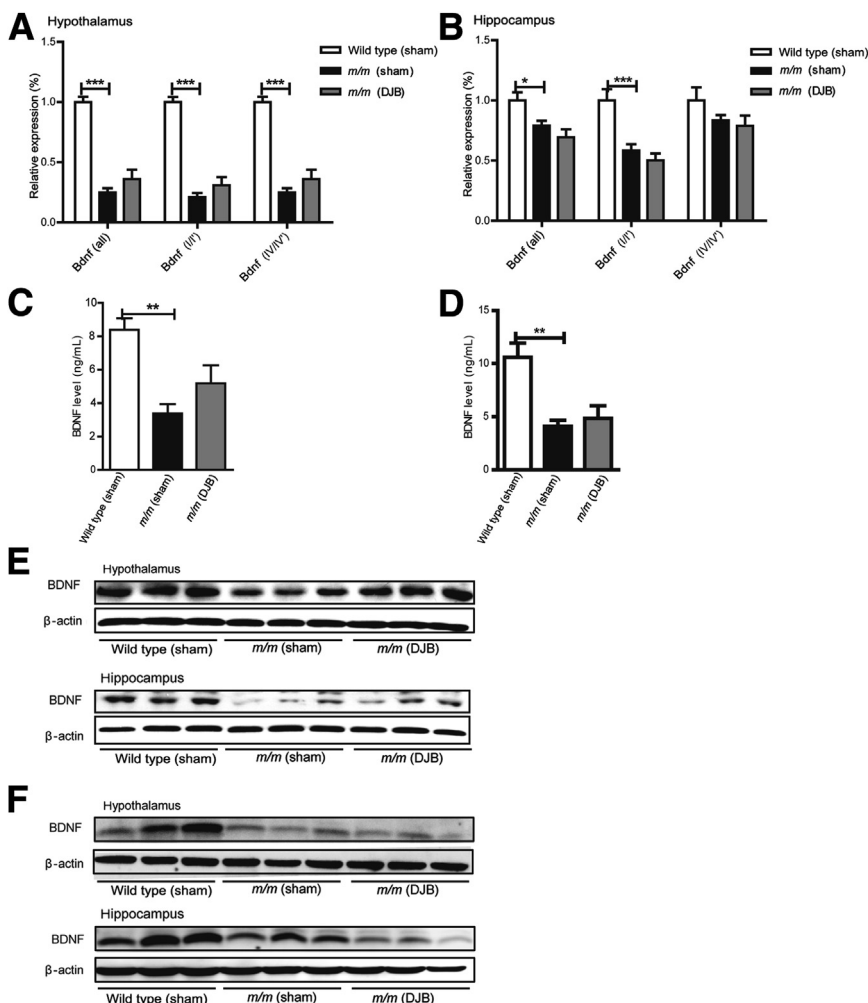 A
Hypothalamus
Relative expression (%)
1.5
1.0
0.5
0.0
***
***
***
Wild type (sham)
m/m (sham)
m/m (DJB)
Bdnf (all)
Bdnf (I/I')
Bdnf (IV/IV')
B
Hippocampus
Relative expression (%)
1.5
1.0
0.5
0.0
*
***
Wild type (sham)
m/m (sham)
m/m (DJB)
Bdnf (all)
Bdnf (I/I')
Bdnf (IV/IV')
C
BDNF level (ng/mL)
10
8
6
4
2
0
**
Wild type (sham)
m/m (sham)
m/m (DJB)
D
BDNF level (ng/mL)
15
10
5
0
**
Wild type (sham)
m/m (sham)
m/m (DJB)
E
Hypothalamus
BDNF
β-actin
Wild type (sham) m/m (sham) m/m (DJB)
Hippocampus
BDNF
β-actin
Wild type (sham) m/m (sham) m/m (DJB)
F
Hypothalamus
BDNF
β-actin
Wild type (sham) m/m (sham) m/m (DJB)
Hippocampus
BDNF
β-actin
Wild type (sham) m/m (sham) m/m (DJB)